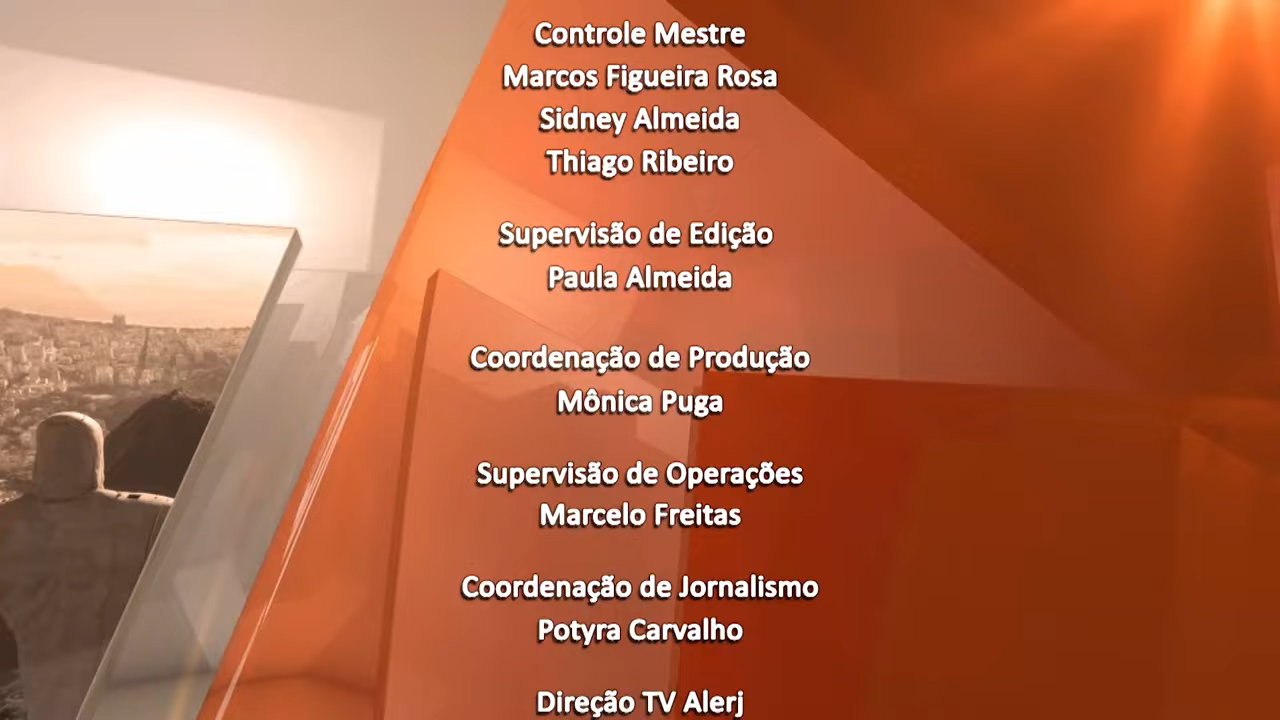 Controle Mestre
Marcos Figueira Rosa
Sidney Almeida
Thiago Ribeiro
Supervisão de Edição
Paula Almeida
Coordenação de Produção
Mônica Puga
Supervisão de Operações
Marcelo Freitas
Coordenação de Jornalismo
Potyra Carvalho
Direção TV Alerj